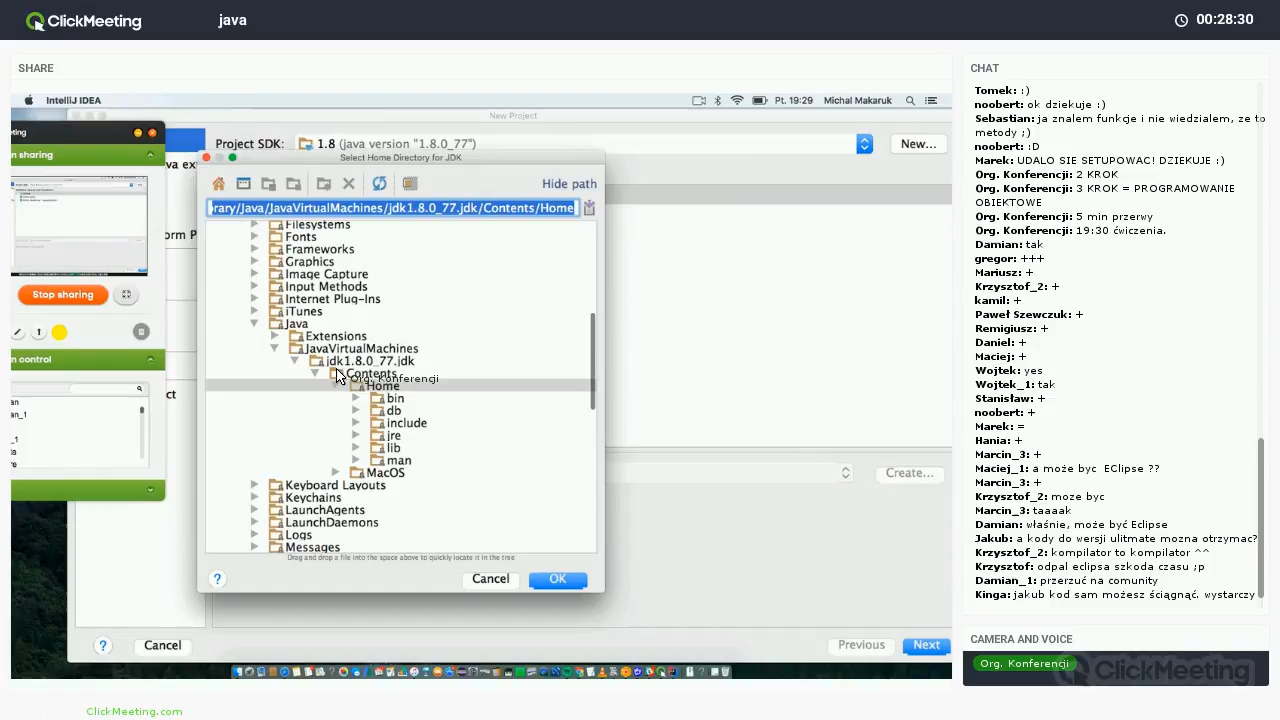 ClickMeeting
java
00:28:30
SHARE
IntelliJ IDEA
Pt. 19:29
Michal Makaruk
New Project
Project SDK:
1.8 (java version "1.8.0_77")
New...
Select Home Directory for JDK
Hide path
rary/Java/JavaVirtualMachines/jdk1.8.0_77.jdk/Contents/Home
Filesystems
Fonts
Frameworks
Graphics
Image Capture
Input Methods
Internet Plug-Ins
iTunes
Java
Extensions
JavaVirtualMachines
jdk1.8.0_77.jdk
Contents
Org. Konferencji
Home
bin
db
include
jre
lib
man
MacOS
Keyboard Layouts
Keychains
LaunchAgents
LaunchDaemons
Logs
Messages
Drag and drop a file into the space above to quickly locate it in the tree
Cancel
OK
Stop sharing
Create...
Cancel
Previous
Next
CHAT
Tomek: :)
noobert: ok dziekuje :)
Sebastian: ja znalem funkcje i nie wiedzialem, ze to
metody ;)
noobert: :D
Marek: UDALO SIE SETUPOWAC! DZIEKUJE :)
Org. Konferencji: 2 KROK
Org. Konferencji: 3 KROK = PROGRAMOWANIE
OBIEKTOWE
Org. Konferencji: 5 min przerwy
Org. Konferencji: 19:30 ćwiczenia.
Damian: tak
gregor: +++
Mariusz: +
Krzysztof_2: +
kamil: +
Paweł Szewczuk: +
Remigiusz: +
Daniel: +
Maciej: +
Wojtek: yes
Wojtek_1: tak
Stanisław: +
noobert: +
Marek: =
Hania: +
Marcin_3: +
Maciej_1: a może byc EClipse ??
Marcin_3: +
Krzysztof_2: moze byc
Marcin_3: taaaak
Damian: właśnie, może być Eclipse
Jakub: a kody do wersji ulitmate mozna otrzymac?
Krzysztof_2: kompilator to kompilator ^^
Krzysztof: odpal eclipsa szkoda czasu ;p
Damian_1: przerzuć na comunity
Kinga: jakub kod sam możesz ściągnąć. wystarczy
CAMERA AND VOICE
Org. Konferencji
ClickMeeting
ClickMeeting.com